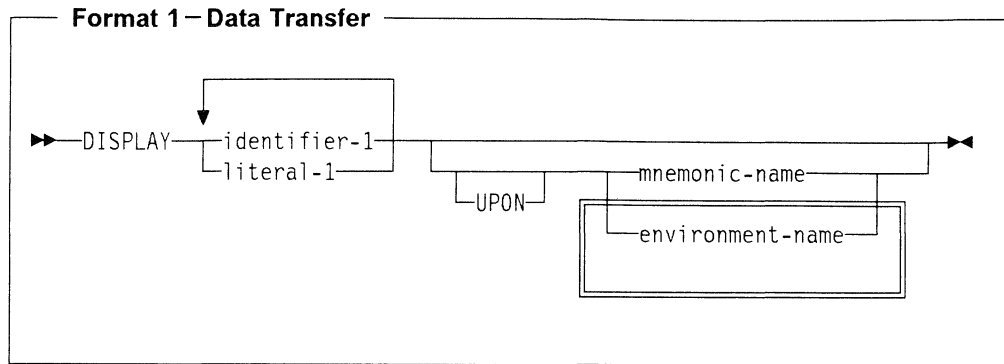 Format 1—Data Transfer
DISPLAY identifier-1
literal-1
mnemonic-name
UPON
environment-name